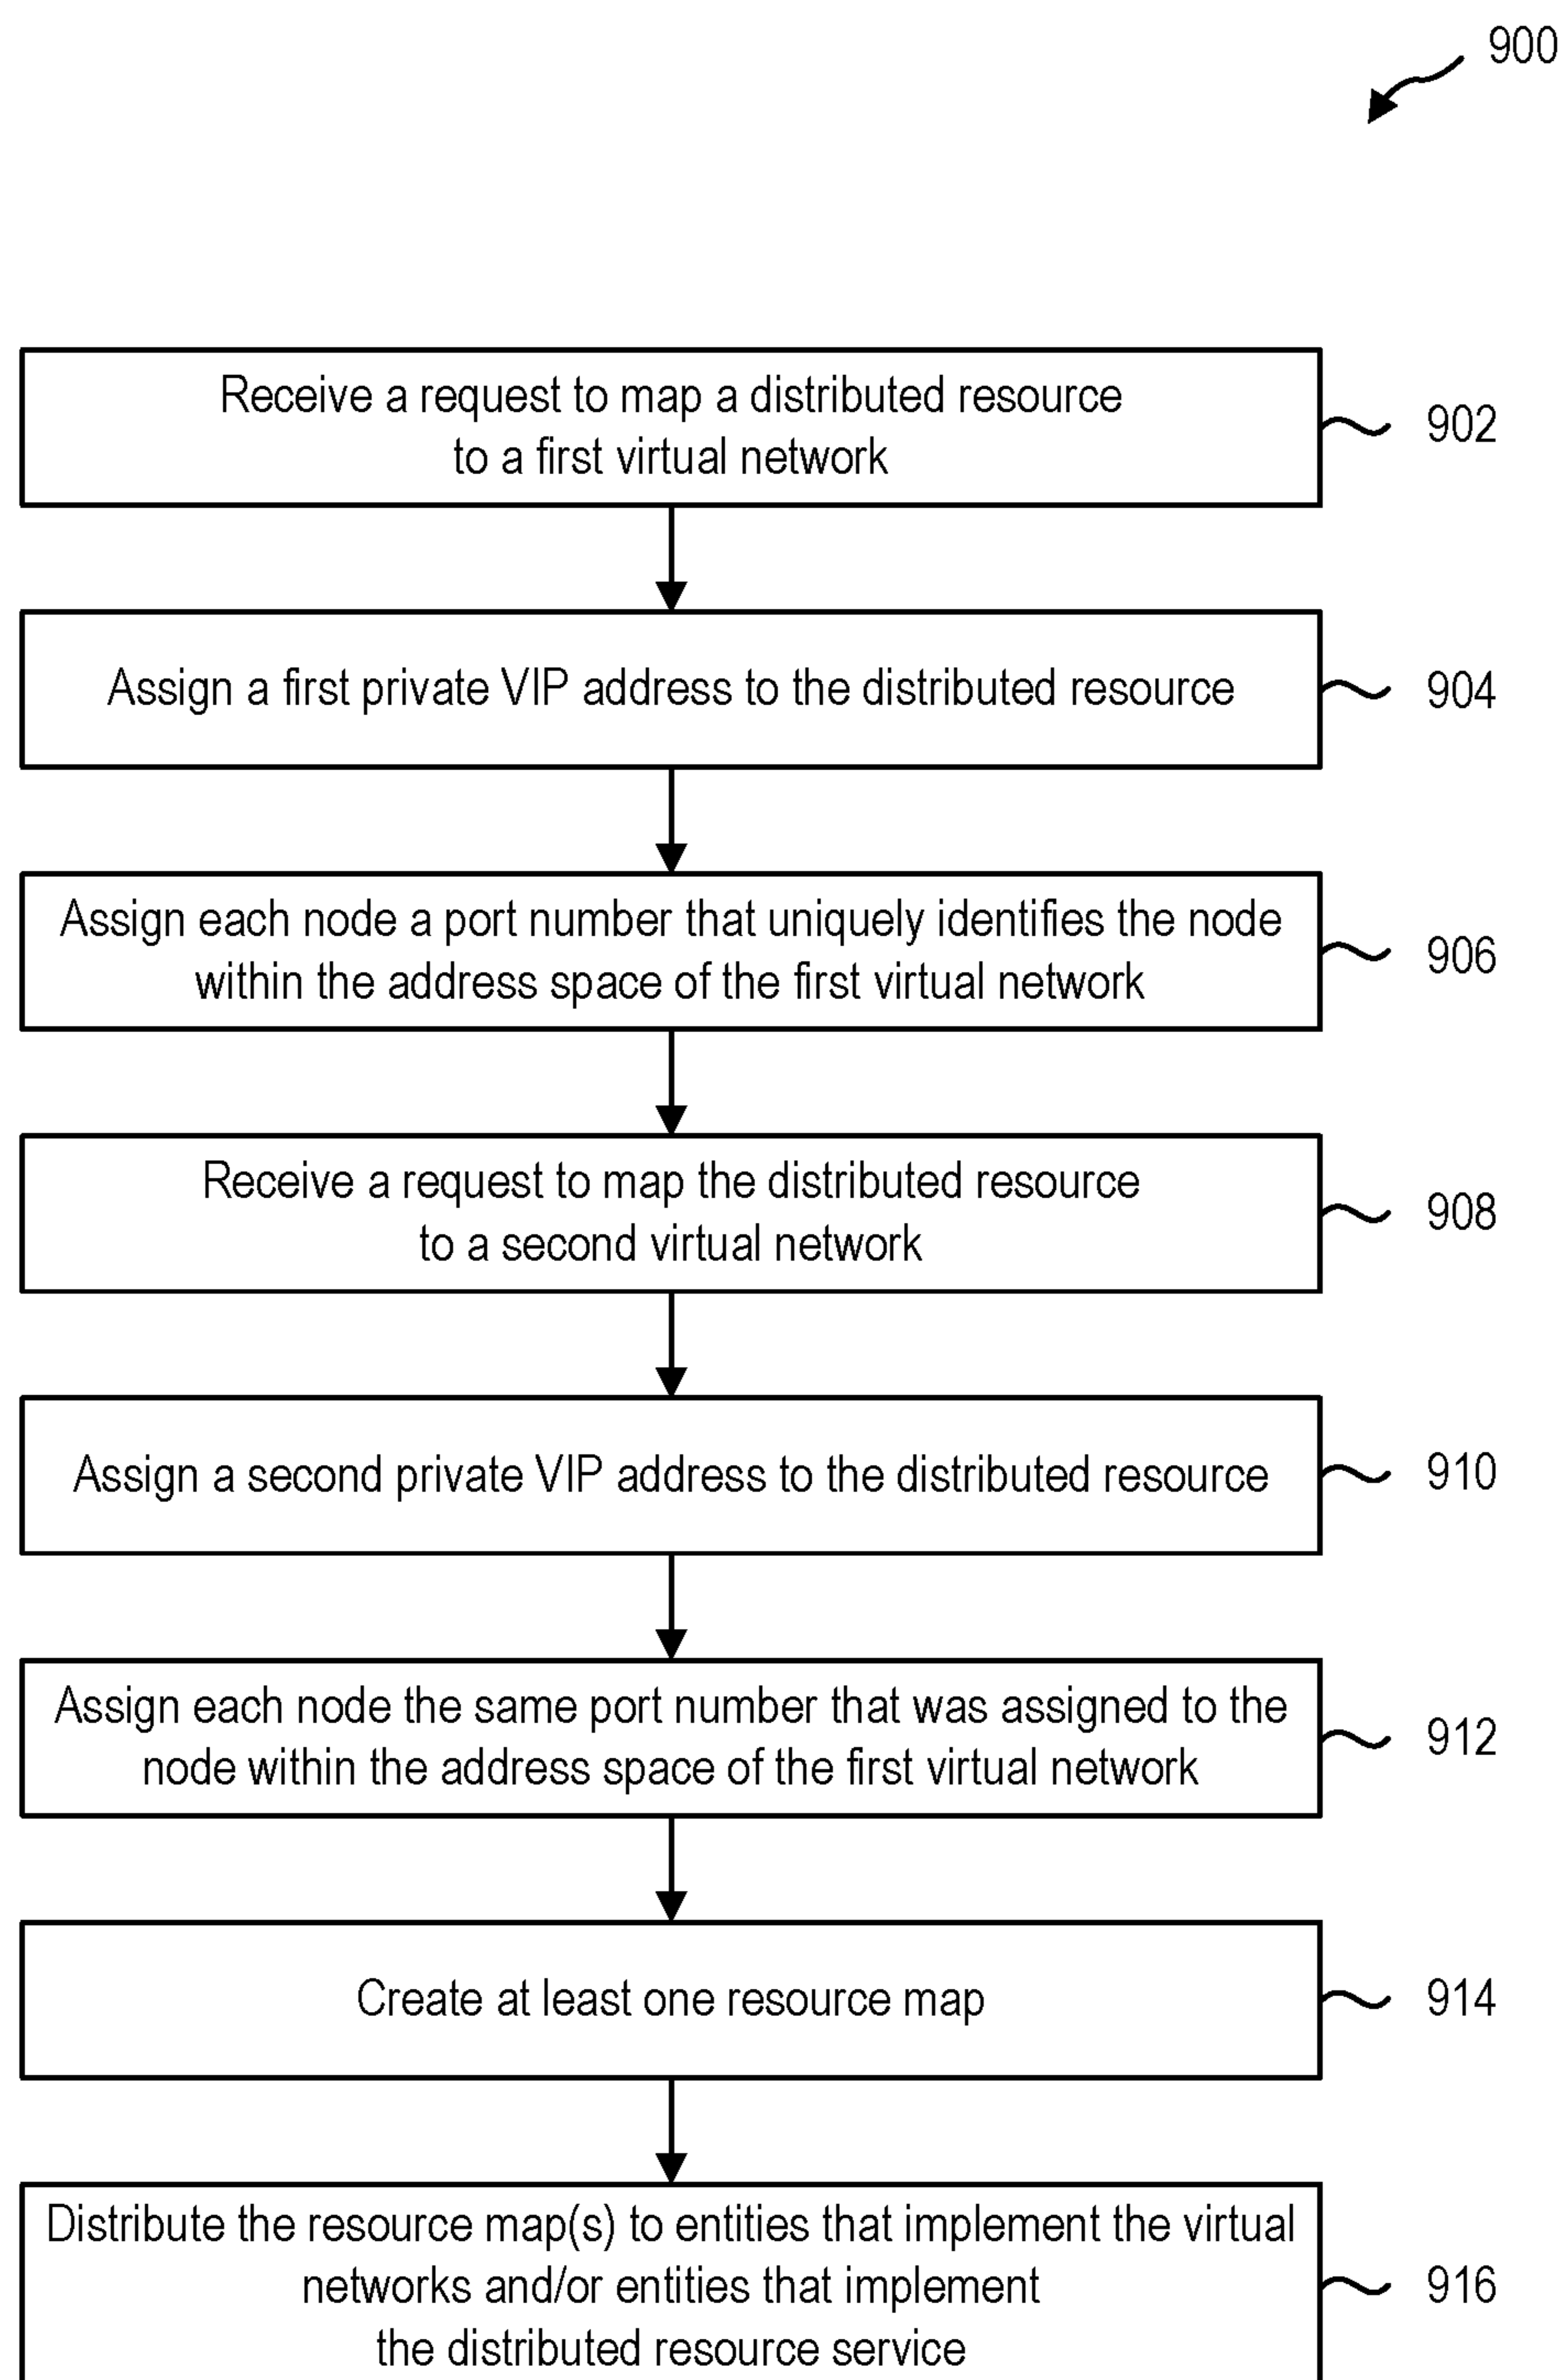 900
Receive a request to map a distributed resource
to a first virtual network
902
Assign a first private VIP address to the distributed resource
904
Assign each node a port number that uniquely identifies the node
within the address space of the first virtual network
906
Receive a request to map the distributed resource
to a second virtual network
908
Assign a second private VIP address to the distributed resource
910
Assign each node the same port number that was assigned to the
node within the address space of the first virtual network
912
Create at least one resource map
914
Distribute the resource map(s) to entities that implement the virtual
networks and/or entities that implement
the distributed resource service
916